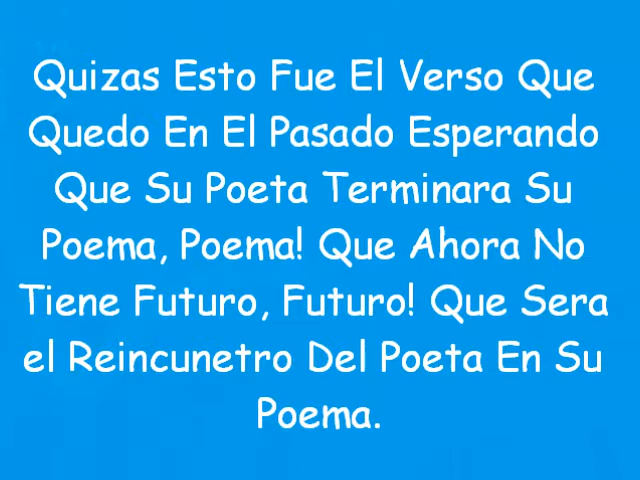 Quizas Esto Fue El Verso Que
Quedo En El Pasado Esperando
Que Su Poeta Terminara Su
Poema, Poema! Que Ahora No
Tiene Futuro, Futuro! Que Sera
el Reincunetro Del Poeta En Su
Poema.